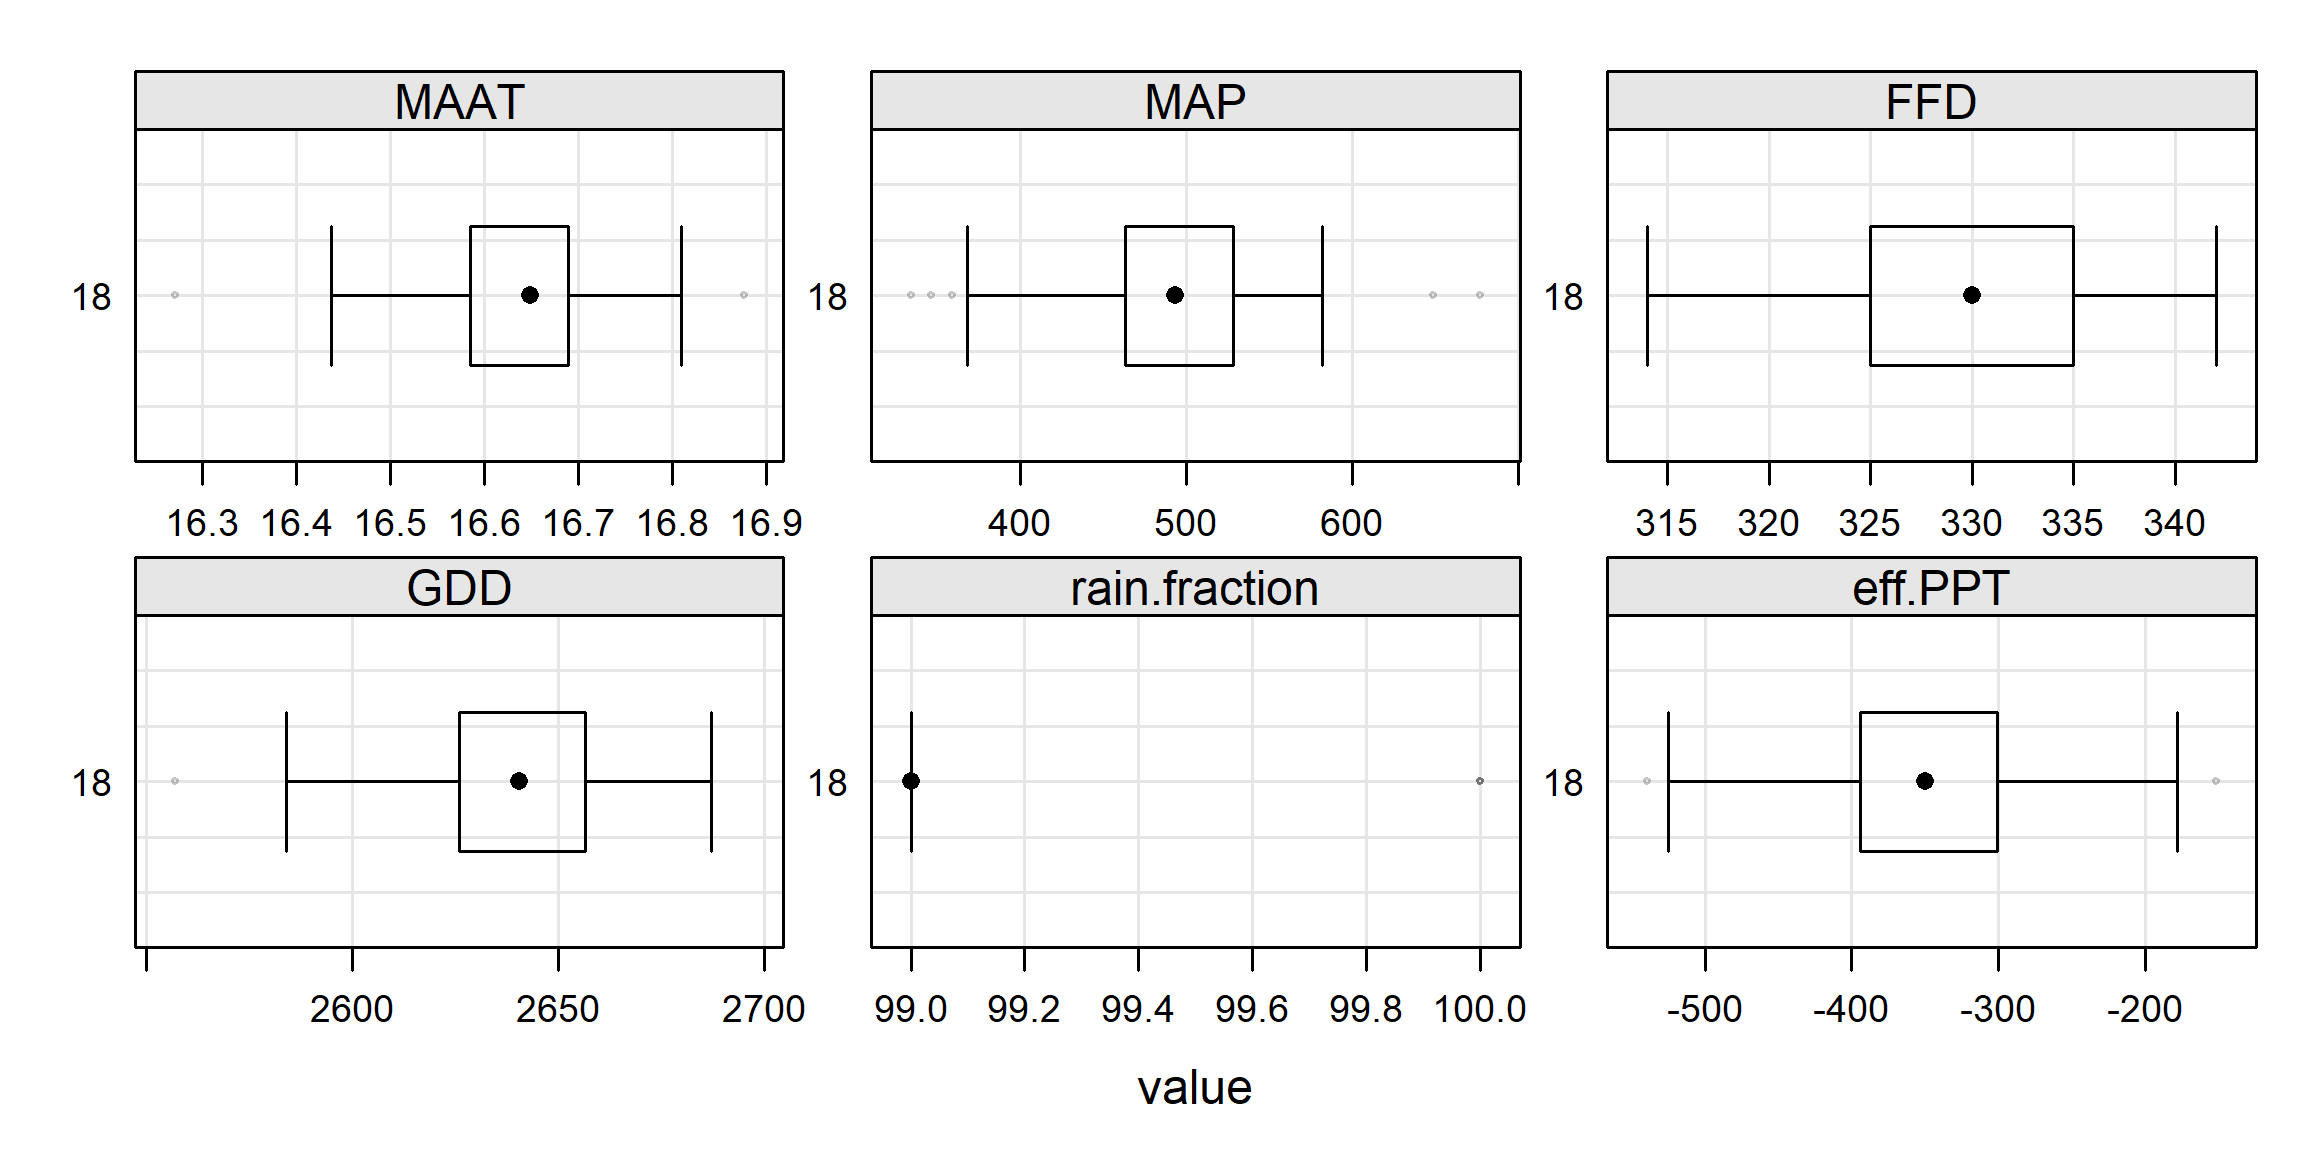 MAAT MAP FFD
18 18 18
16.3 16.4 16.5 16.6 16.7 16.8 16.9 400 500 600 315 320 325 330 335 340
GDD rain.fraction eff.PPT
18 18 18
2600 2650 2700 99.0 99.2 99.4 99.6 99.8 100.0 -500 -400 -300 -200
value